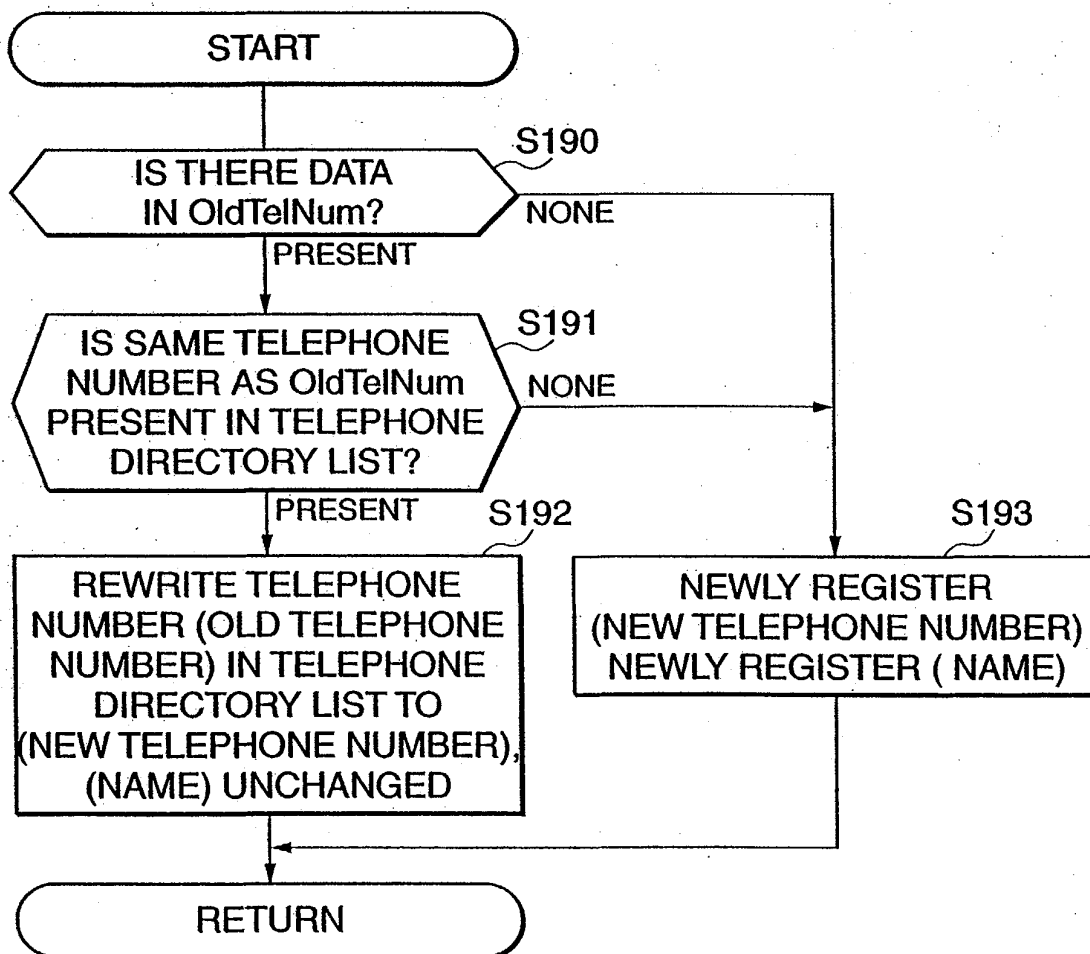 START
S190
IS THERE DATA
IN OldTelNum?
NONE
PRESENT
S191
IS SAME TELEPHONE
NUMBER AS OldTelNum
PRESENT IN TELEPHONE
DIRECTORY LIST?
NONE
PRESENT
S192
REWRITE TELEPHONE
NUMBER (OLD TELEPHONE
NUMBER) IN TELEPHONE
DIRECTORY LIST TO
(NEW TELEPHONE NUMBER),
(NAME) UNCHANGED
S193
NEWLY REGISTER
(NEW TELEPHONE NUMBER)
NEWLY REGISTER ( NAME)
RETURN